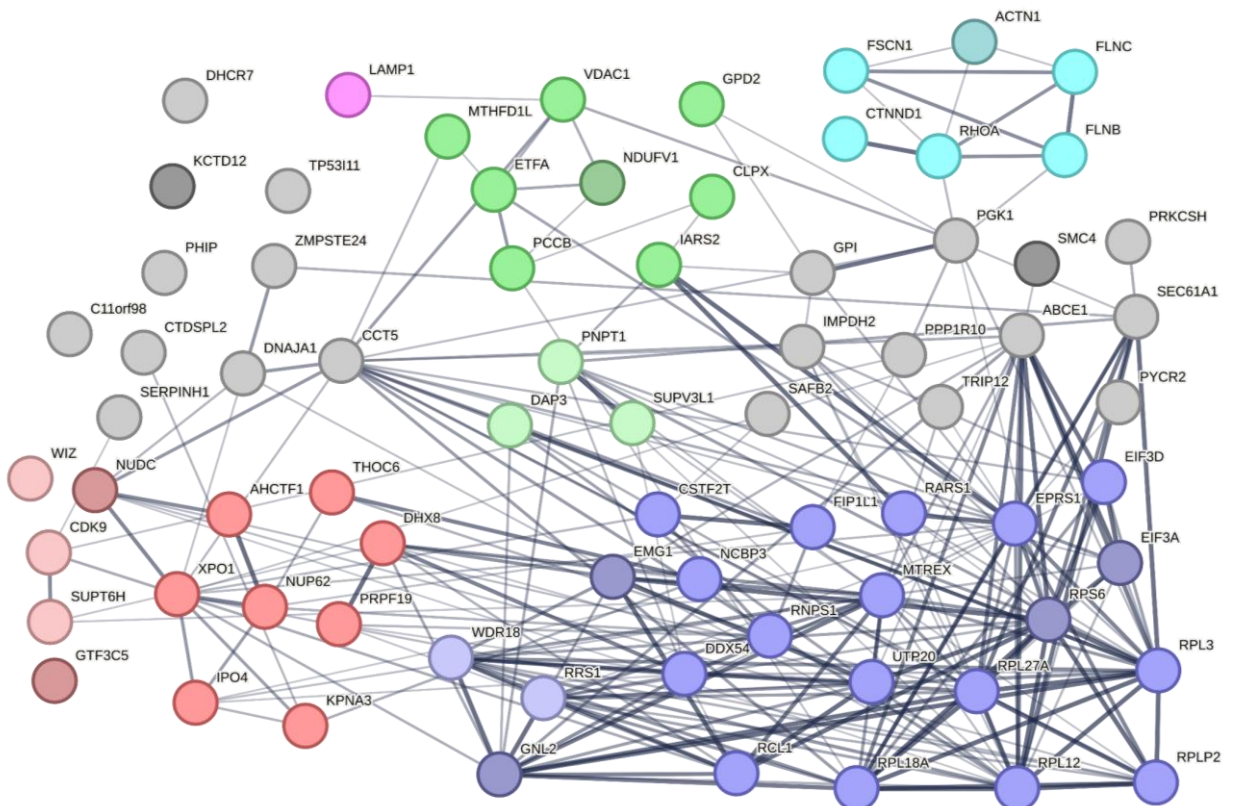 ACTN1
FSCN1
FLNC
DHCR7
LAMP1
VDAC1
GPD2
MTHFD1L
CTNND1
RHOA
FLNB
KCTD12
TP53I11
ETFA
NDUFV1
CLPX
PGK1
PRKCSH
PHIP
ZMPSTE24
PCCB
IARS2
GPI
SMC4
SEC61A1
C11orf98
CTDSPL2
DNAJA1
CCT5
PNPT1
IMPDH2
PPP1R10
ABCE1
SERPINH1
DAP3
SUPV3L1
SAFB2
TRIP12
PYCR2
WIZ
NUDC
AHCTF1
THOC6
CSTF2T
FIP1L1
RARS1
EPRS1
EIF3D
CDK9
DHX8
EMG1
NCBP3
MTREX
EIF3A
XPO1
NUP62
PRPF19
RNPS1
RPS6
SUPT6H
WDR18
DDX54
UTP20
RPL27A
RPL3
GTF3C5
IPO4
KPNA3
RRS1
GNL2
RCL1
RPL18A
RPL12
RPLP2